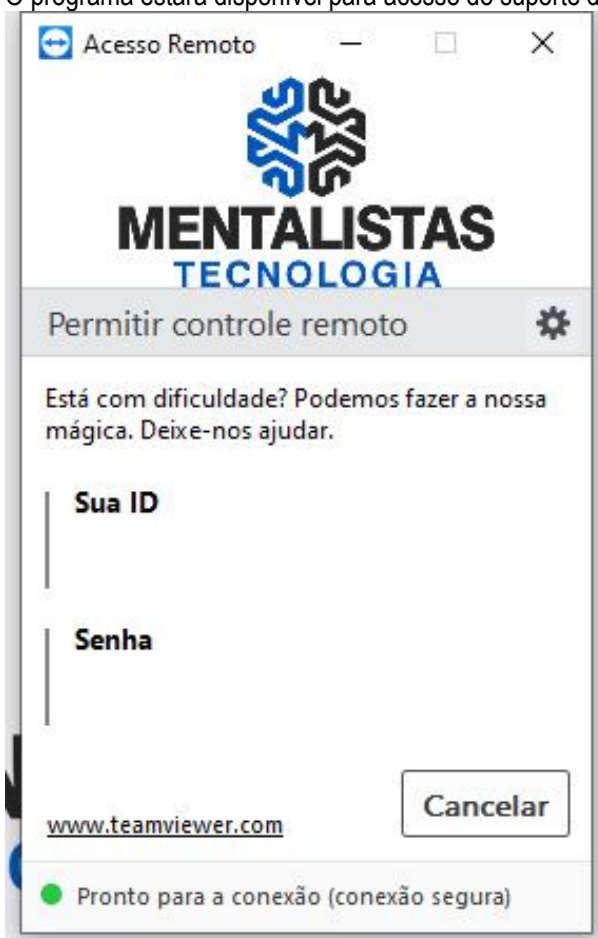 O programa estará disponível para acesso do suporte d
Acesso Remoto
MENTALISTAS
TECNOLOGIA
Permitir controle remoto
Está com dificuldade? Podemos fazer a nossa
mágica. Deixe-nos ajudar.
Sua ID
Senha
Cancelar
www.teamviewer.com
Pronto para a conexão (conexão segura)